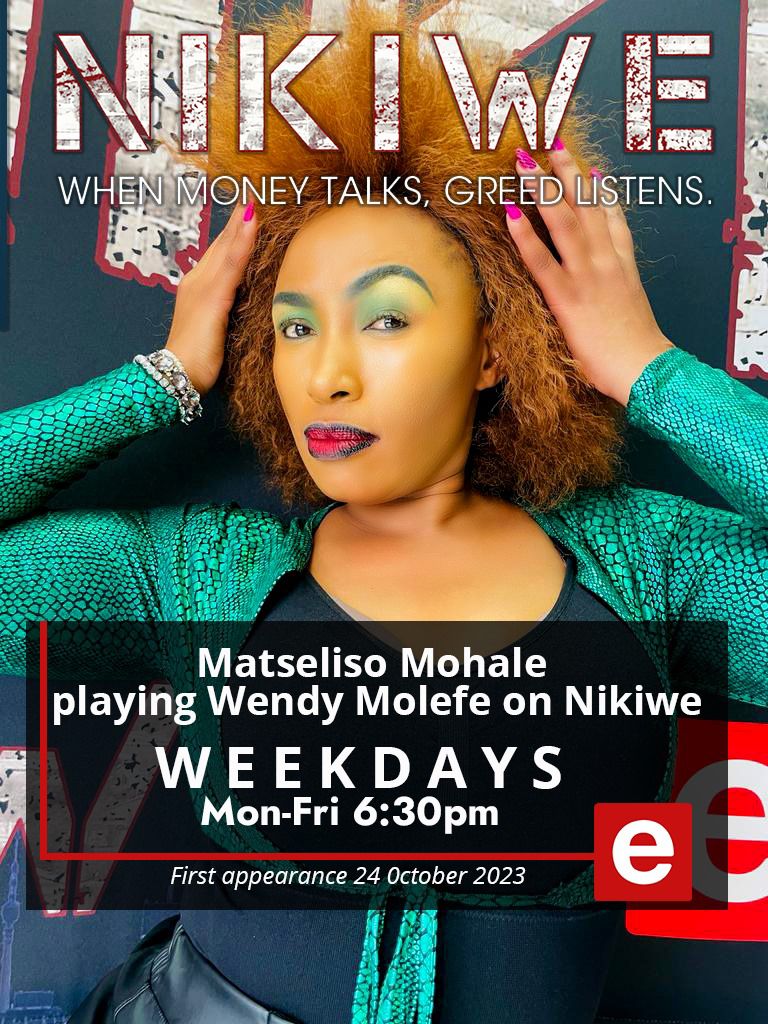 NIKIWE
WHEN MONEY TALKS, GREED LISTENS.
Matseliso Mohale
playing Wendy Molefe on Nikiwe
WEEKDAYS
Mon-Fri 6:30pm
e
e
First appearance 24 October 2023